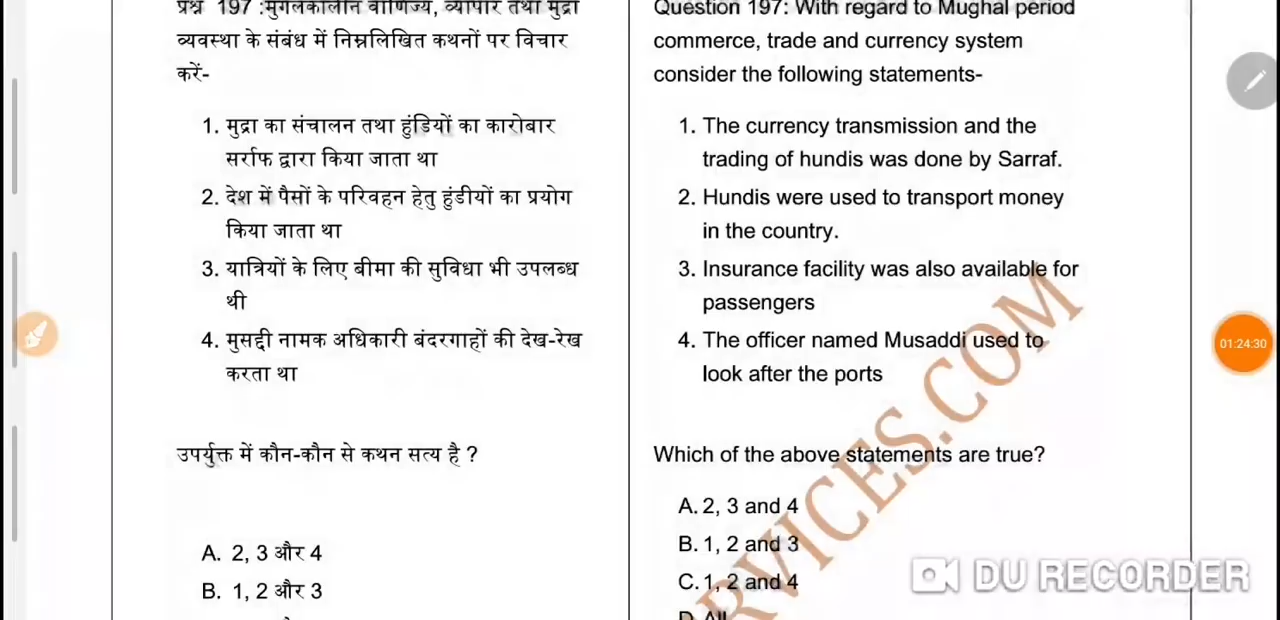 प्रश्न 197 :मुगलकालीन वाणिज्य, व्यापार तथा मुद्रा
व्यवस्था के संबंध में निम्नलिखित कथनों पर विचार
करें-
1. मुद्रा का संचालन तथा हुंडियों का कारोबार
सर्राफ द्वारा किया जाता था
2. देश में पैसों के परिवहन हेतु हुंडीयों का प्रयोग
किया जाता था
3. यात्रियों के लिए बीमा की सुविधा भी उपलब्ध
थी
4. मुसद्दी नामक अधिकारी बंदरगाहों की देख-रेख
करता था
उपर्युक्त में कौन-कौन से कथन सत्य है ?
A. 2, 3 और 4
B. 1, 2 और 3
Question 197: With regard to Mughal period
commerce, trade and currency system
consider the following statements-
1. The currency transmission and the
trading of hundis was done by Sarraf.
2. Hundis were used to transport money
in the country.
3. Insurance facility was also available for
passengers
4. The officer named Musaddi used to
look after the ports
Which of the above statements are true?
A. 2, 3 and 4
B. 1, 2 and 3
C. 1, 2 and 4
D. All
RVICES.COM
01:24:30
DU RECORDER